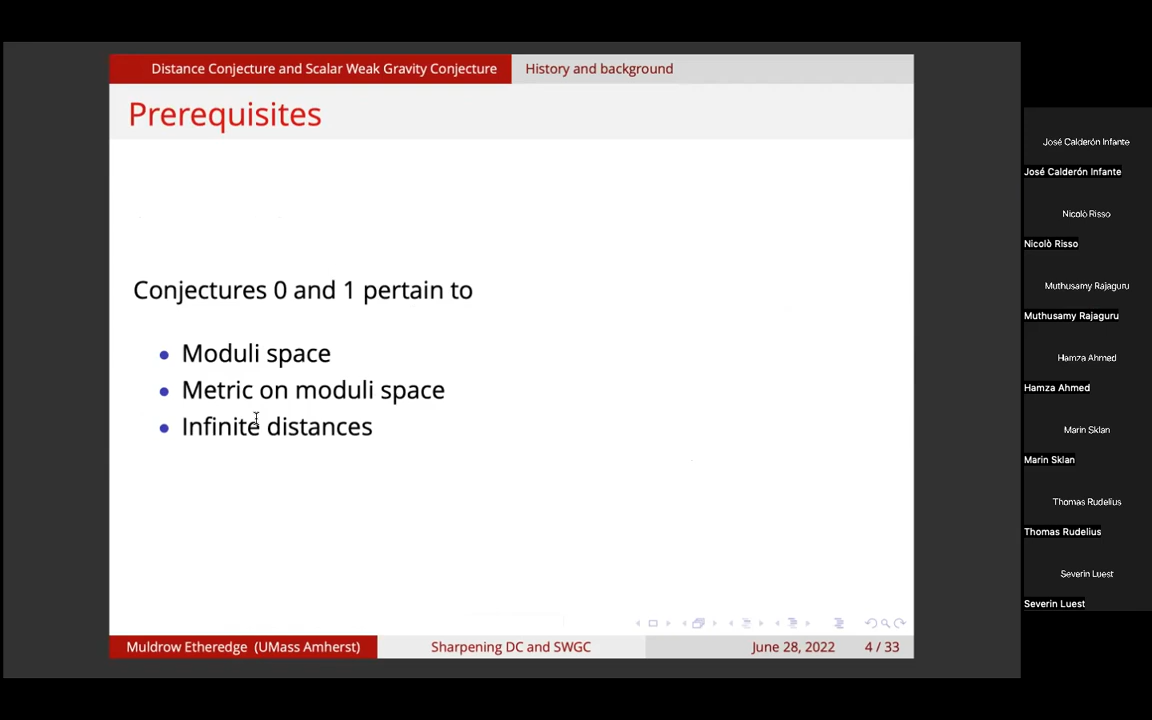 Distance Conjecture and Scalar Weak Gravity Conjecture History and background
Prerequisites
Conjectures 0 and 1 pertain to
Moduli space
Metric on moduli space
Infinite distances
Muldrow Etheredge (UMass Amherst) Sharpening DC and SWGC June 28, 2022 4 / 33
José Calderón Infante
José Calderón Infante
Nicolò Risso
Nicolò Risso
Muthusamy Rajaguru
Muthusamy Rajaguru
Hamza Ahmed
Hamza Ahmed
Marin Sklan
Marin Sklan
Thomas Rudelius
Thomas Rudelius
Severin Luest
Severin Luest